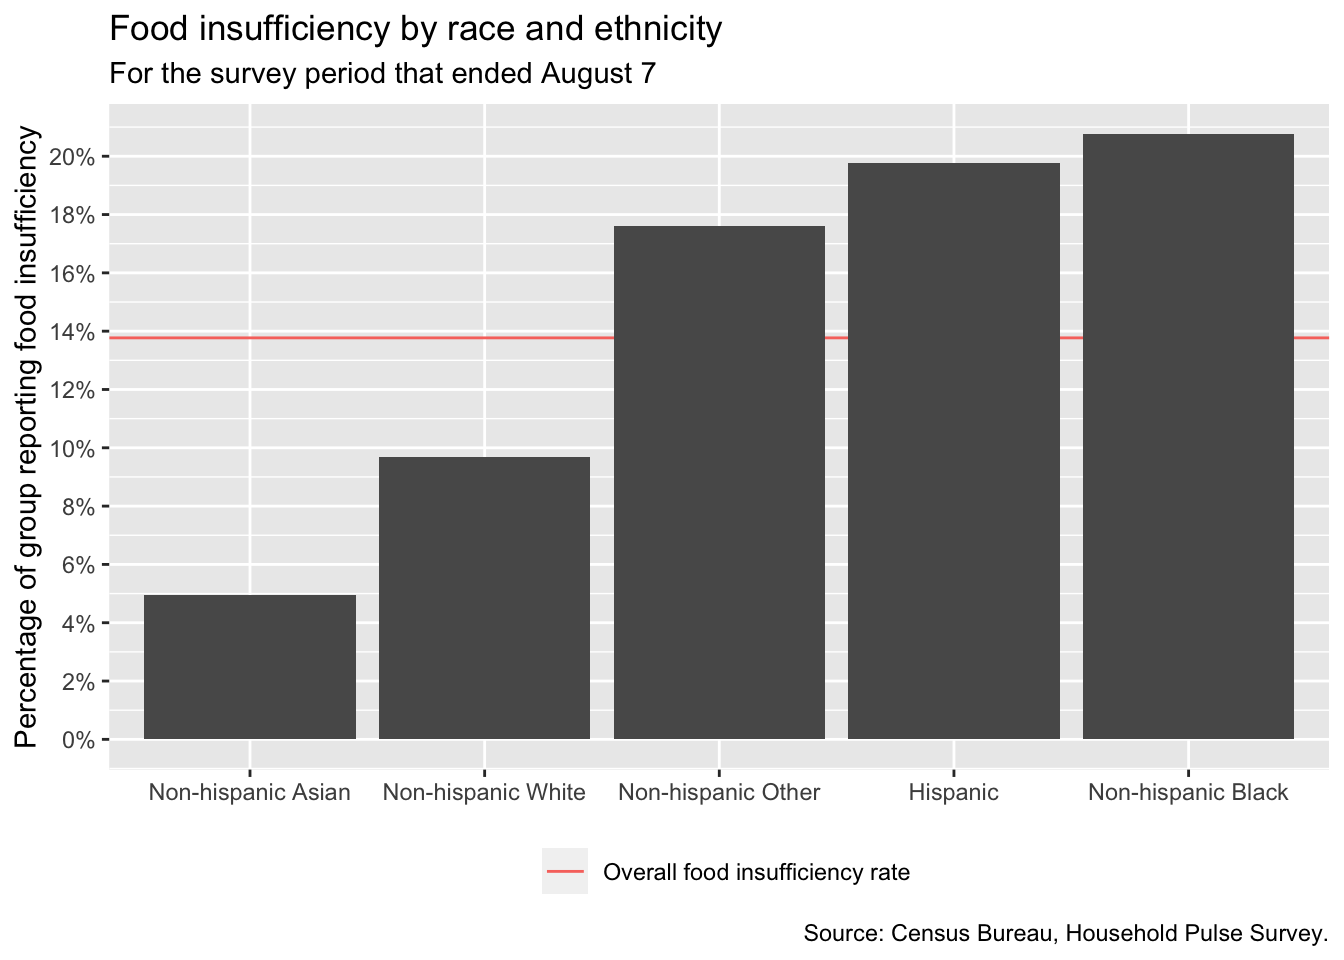 Food insufficiency by race and ethnicity
For the survey period that ended August 7
Percentage of group reporting food insufficiency
20%
18%
16%
14%
12%
10%
8%
6%
4%
2%
0%
Non-hispanic Asian
Non-hispanic White
Non-hispanic Other
Hispanic
Non-hispanic Black
Overall food insufficiency rate
Source: Census Bureau, Household Pulse Survey.